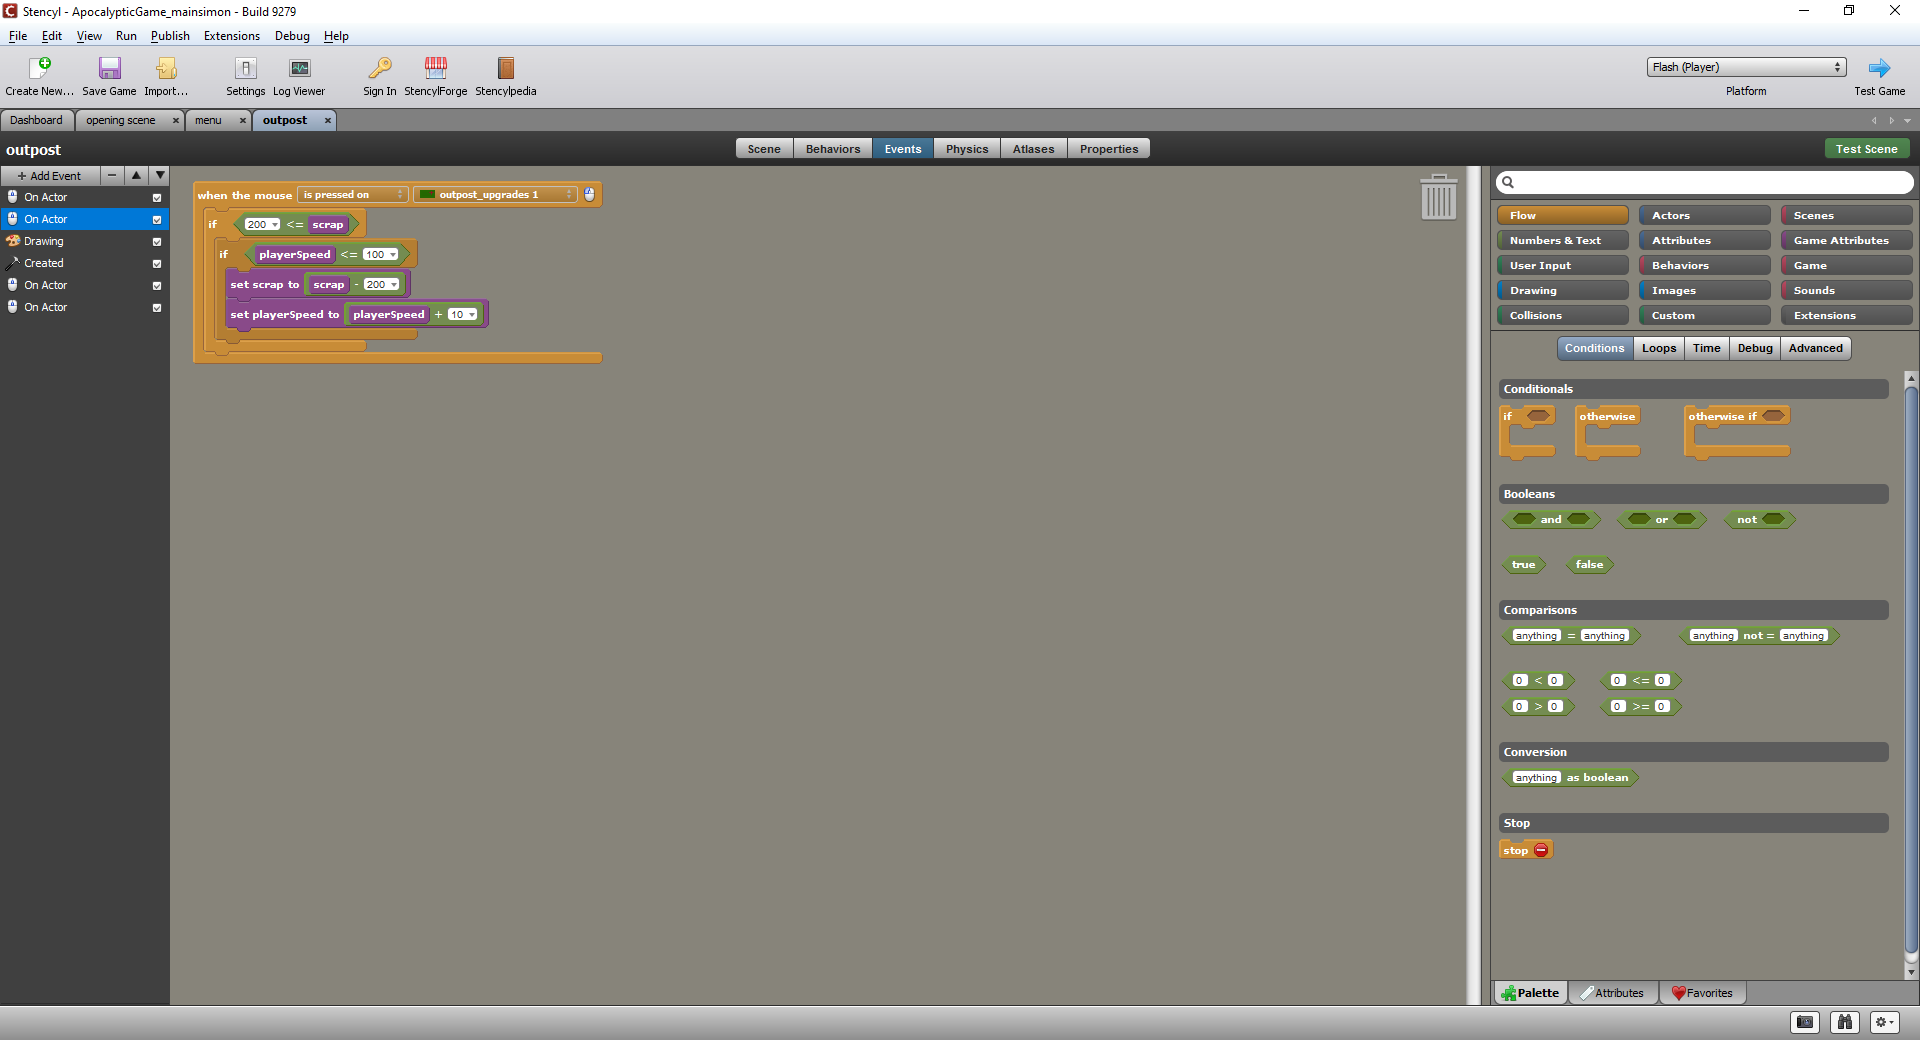 Stencyl - ApocalypticGame_mainsimon - Build 9279
File Edit View Run Publish Extensions Debug Help
Create New... Save Game Import... Settings Log Viewer Sign In StencylForge Stencylpedia
Flash (Player)
Platform
Test Game
Dashboard opening scene menu outpost
outpost
Scene Behaviors Events Physics Atlases Properties
Test Scene
+ Add Event
On Actor
On Actor
Drawing
Created
On Actor
On Actor
when the mouse is pressed on outpost_upgrades 1
if 200 <= scrap
if playerSpeed <= 100
set scrap to scrap - 200
set playerSpeed to playerSpeed + 10
Flow Actors Scenes
Numbers & Text Attributes Game Attributes
User Input Behaviors Game
Drawing Images Sounds
Collisions Custom Extensions
Conditions Loops Time Debug Advanced
Conditionals
if otherwise otherwise if
Booleans
and or not
true false
Comparisons
anything = anything anything not = anything
0 < 0 0 <= 0
0 > 0 0 >= 0
Conversion
anything as boolean
Stop
stop
Palette Attributes Favorites